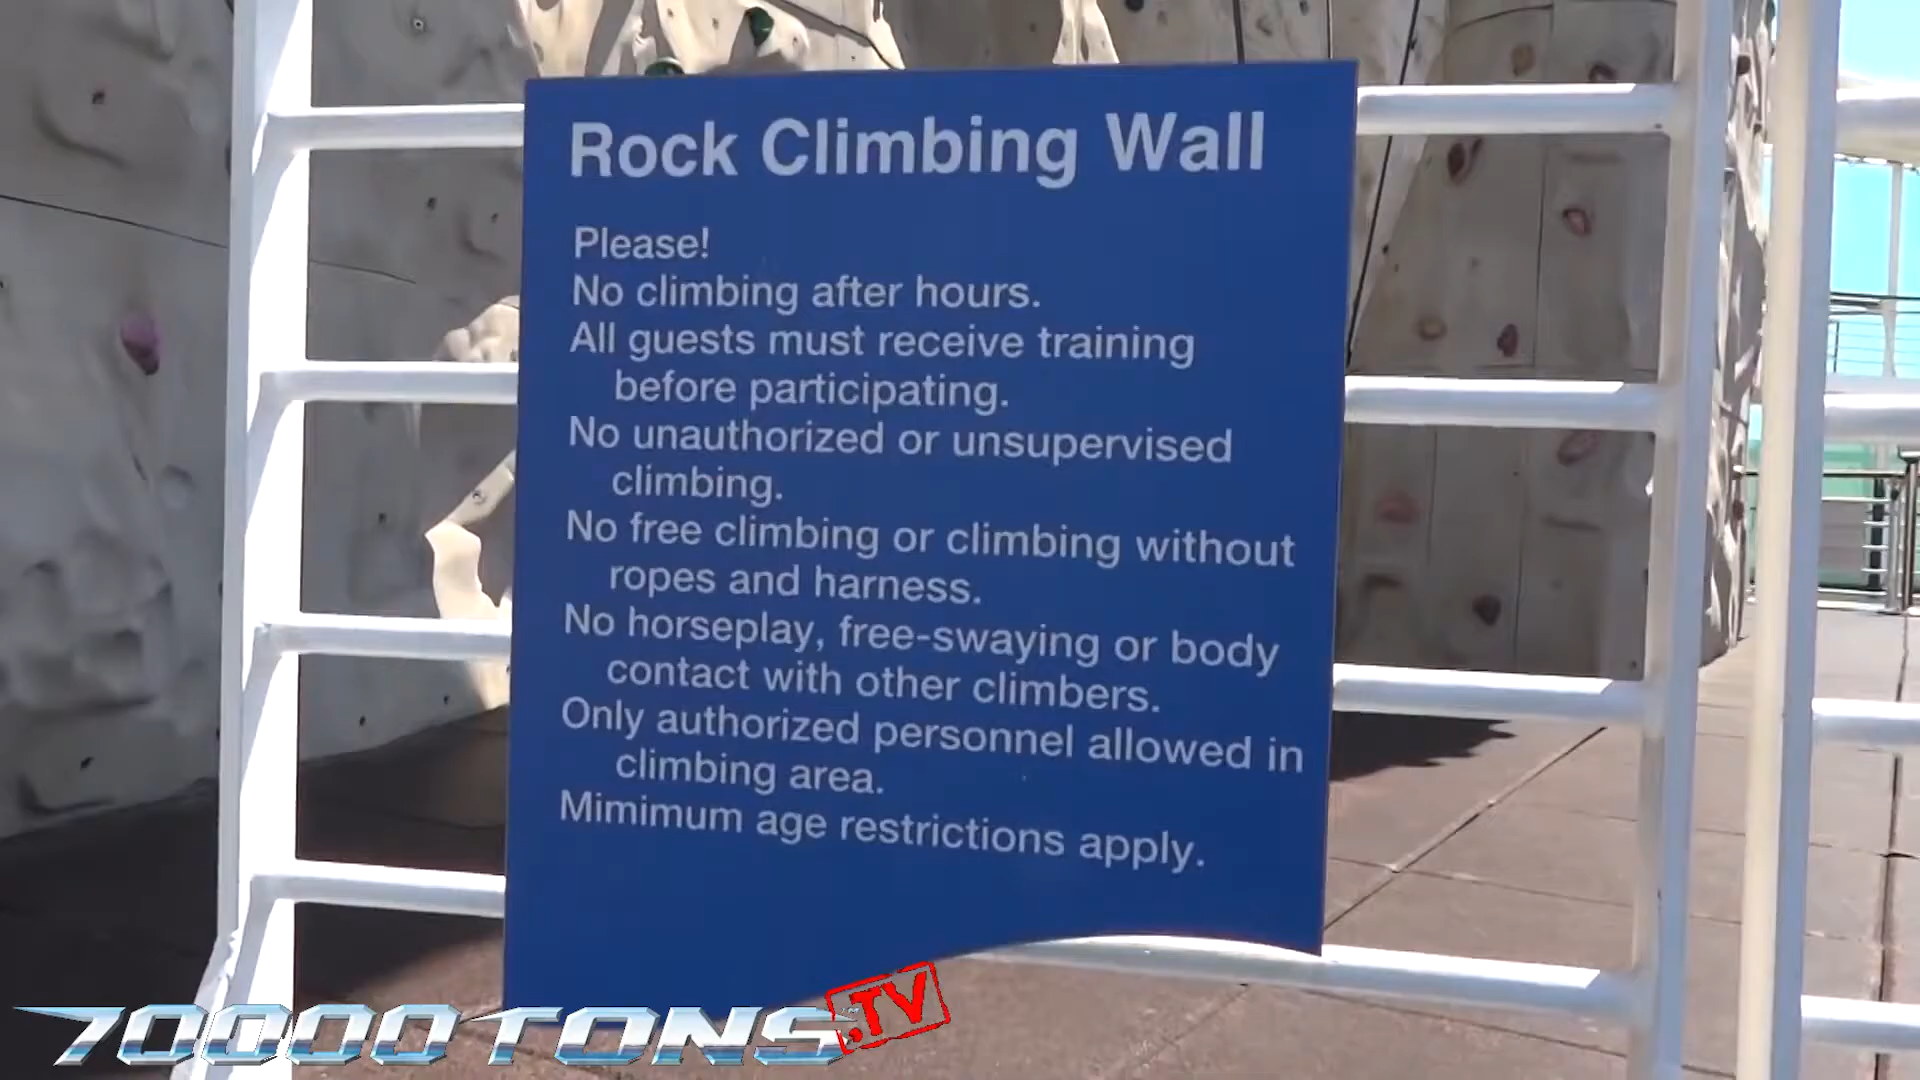 Rock Climbing Wall
Please!
No climbing after hours.
All guests must receive training
before participating.
No unauthorized or unsupervised
climbing.
No free climbing or climbing without
ropes and harness.
No horseplay, free-swaying or body
contact with other climbers.
Only authorized personnel allowed in
climbing area.
Mimimum age restrictions apply.
70000 TONS.TV